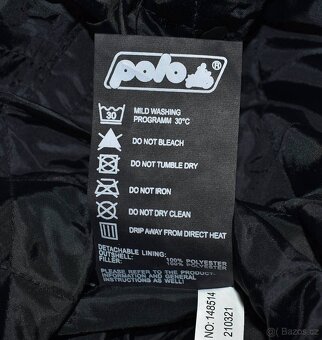 polo ®
30
MILD WASHING
PROGRAMM 30°C
DO NOT BLEACH
DO NOT TUMBLE DRY
DO NOT IRON
DO NOT DRY CLEAN
DRIP AWAY FROM DIRECT HEAT
DETACHABLE LINING:
OUTSHELL: 100% POLYESTER
FILLER: 100% POLYESTER
PLEASE REFER TO THE PRODUCT
INFORMATION AND GENERAL
INSTRUCTIONS AS WELL!
NO: 148514
210321
Bazos.cz